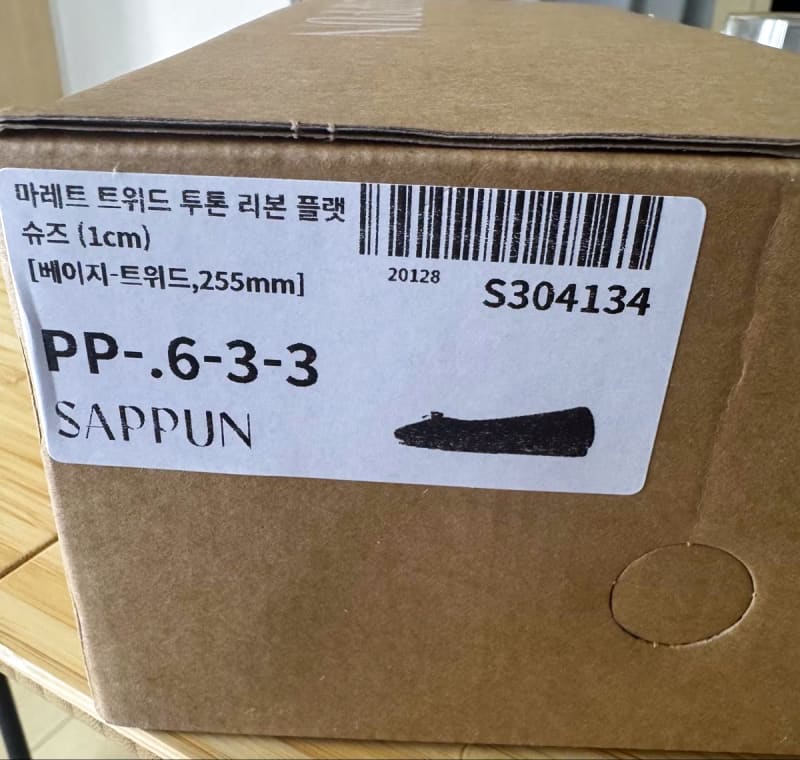 마레트 트위드 투톤 리본 플랫
슈즈 (1cm)
[베이지-트위드,255mm]
20128
S304134
PP-.6-3-3
SAPPUN